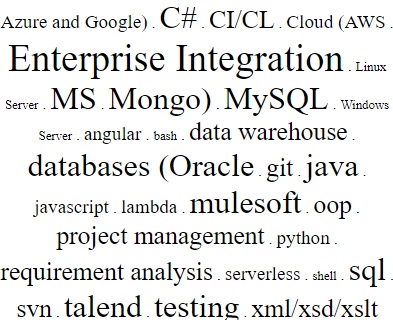 Azure and Google) . C# . CI/CL . Cloud (AWS .
Enterprise Integration . Linux
Server . MS . Mongo) . MySQL . Windows
Server . angular . bash . data warehouse .
databases (Oracle . git . java .
javascript . lambda . mulesoft . oop .
project management . python .
requirement analysis . serverless . shell . sql .
svn . talend . testing . xml/xsd/xslt